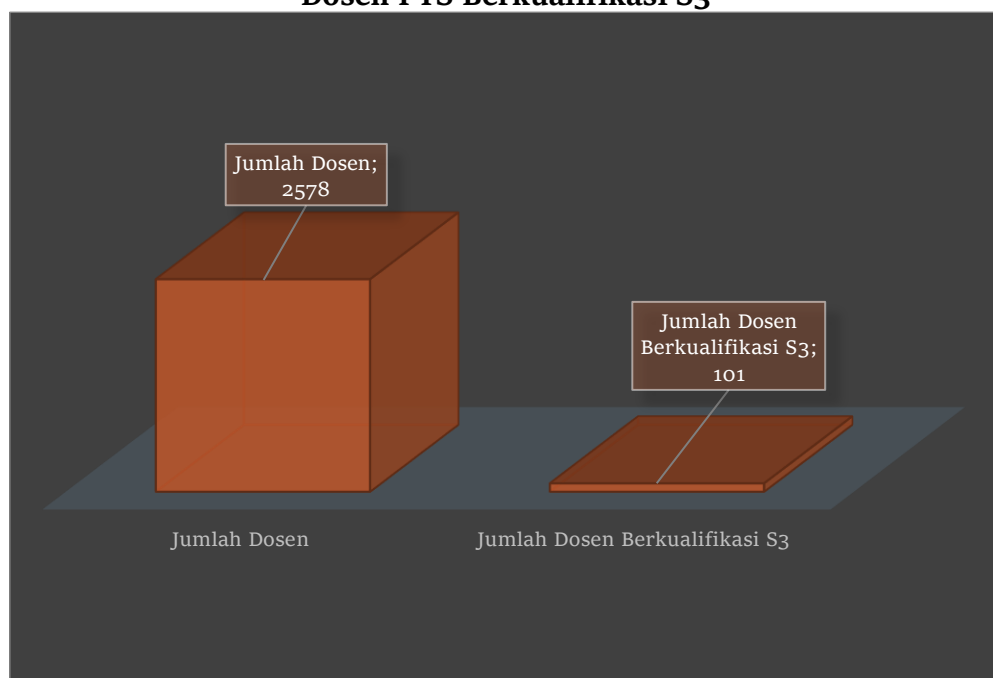 Dosen PTS Berkualifikasi S3
Jumlah Dosen;
2578
Jumlah Dosen
Berkualifikasi S3;
101
Jumlah Dosen
Jumlah Dosen Berkualifikasi S3